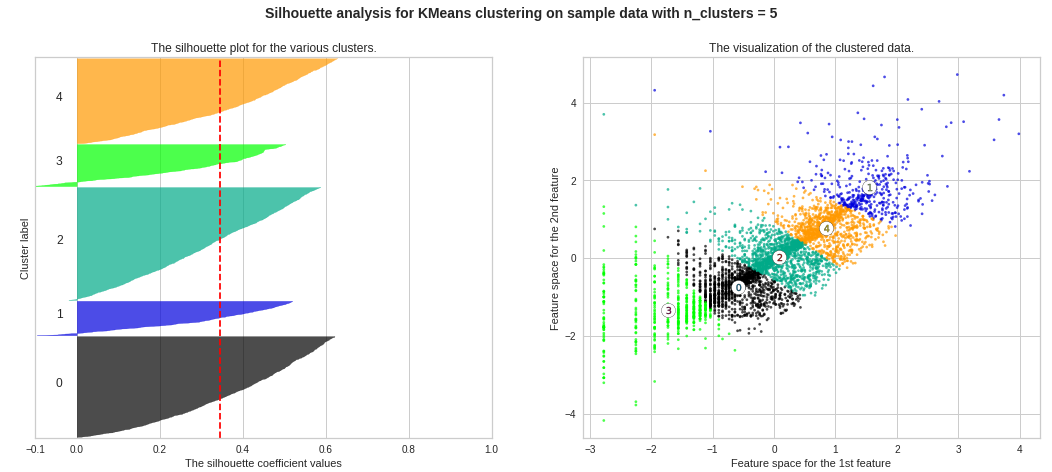 Silhouette analysis for KMeans clustering on sample data with n_clusters = 5
The silhouette plot for the various clusters.
4
3
2
1
0
Cluster label
−0.1 0.0 0.2 0.4 0.6 0.8 1.0
The silhouette coefficient values
The visualization of the clustered data.
4
2
0
−2
−4
Feature space for the 2nd feature
1
4
2
0
3
−3 −2 −1 0 1 2 3 4
Feature space for the 1st feature